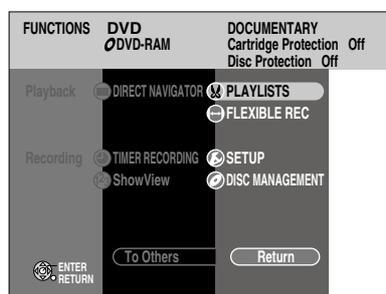 FUNCTIONS DVD DOCUMENTARY
DVD-RAM Cartridge Protection Off
Disc Protection Off
Playback DIRECT NAVIGATOR PLAYLISTS
FLEXIBLE REC
Recording TIMER RECORDING SETUP
ShowView DISC MANAGEMENT
To Others Return
ENTER
RETURN